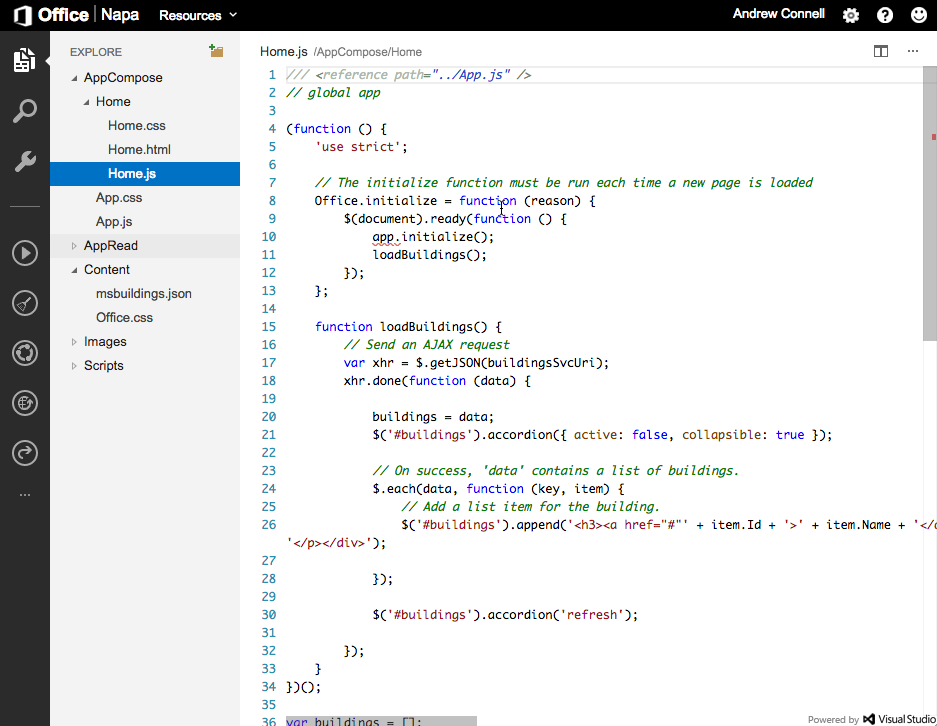 Office | Napa Resources Andrew Connell
EXPLORE
AppCompose
Home
Home.css
Home.html
Home.js
App.css
App.js
AppRead
Content
msbuildings.json
Office.css
Images
Scripts
Home.js /AppCompose/Home
1 /// <reference path="../App.js" />
2 // global app
3
4 (function () {
5 'use strict';
6
7 // The initialize function must be run each time a new page is loaded
8 Office.initialize = function (reason) {
9 $(document).ready(function () {
10 app.initialize();
11 loadBuildings();
12 });
13 };
14
15 function loadBuildings() {
16 // Send an AJAX request
17 var xhr = $.getJSON(buildingsSvcUri);
18 xhr.done(function (data) {
19
20 buildings = data;
21 $('#buildings').accordion({ active: false, collapsible: true });
22
23 // On success, 'data' contains a list of buildings.
24 $.each(data, function (key, item) {
25 // Add a list item for the building.
26 $('#buildings').append('<h3><a href="#"' + item.Id + '>' + item.Name + '</
'</p></div>');
27
28 });
29
30 $('#buildings').accordion('refresh');
31
32 });
33 }
34 })();
35
36 var buildings = [];
Powered by Visual Studio